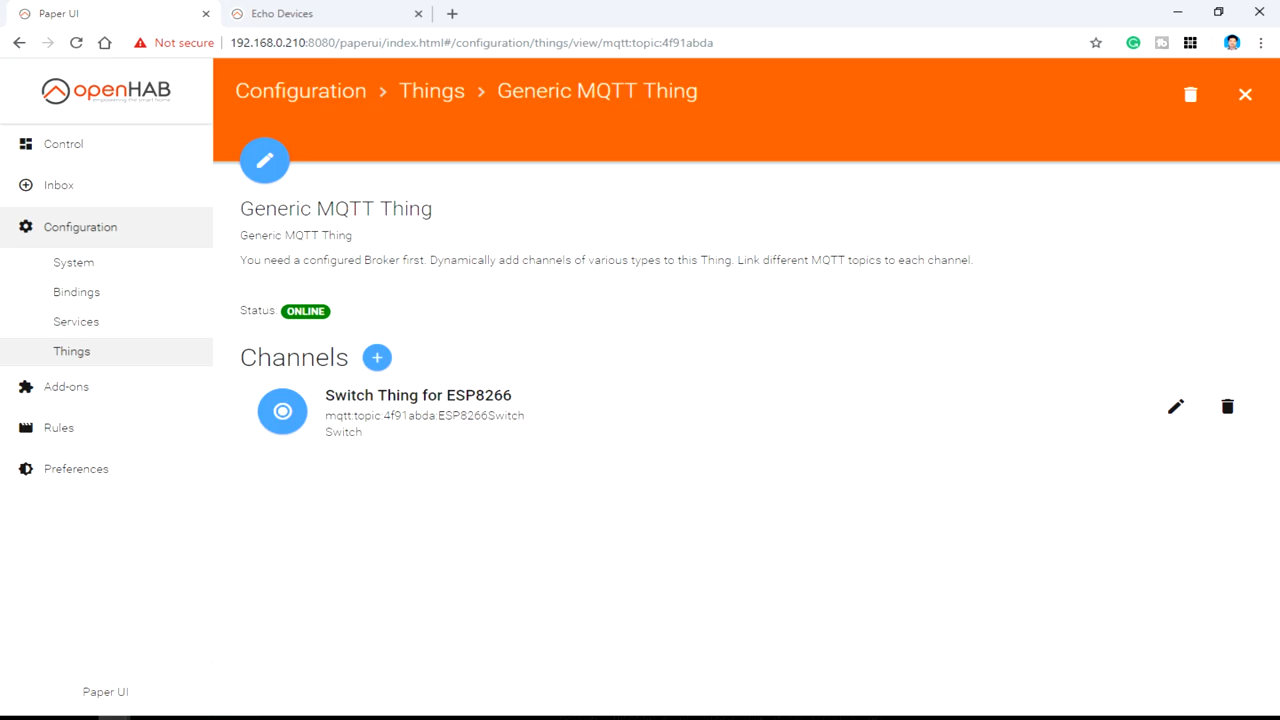 Paper UI
Echo Devices
Not secure
192.168.0.210:8080/paperui/index.html#/configuration/things/view/mqtt:topic:4f91abda
openHAB
empowering the smart home
Configuration › Things › Generic MQTT Thing
Control
Inbox
Configuration
System
Bindings
Services
Things
Add-ons
Rules
Preferences
Generic MQTT Thing
Generic MQTT Thing
You need a configured Broker first. Dynamically add channels of various types to this Thing. Link different MQTT topics to each channel.
Status: ONLINE
Channels
Switch Thing for ESP8266
mqtt:topic:4f91abda:ESP8266Switch
Switch
Paper UI